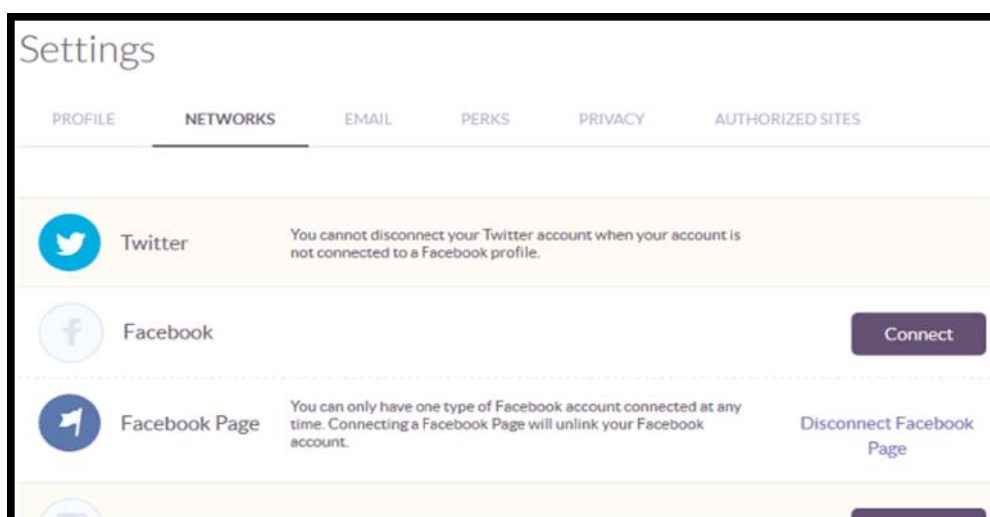 Settings
PROFILE NETWORKS EMAIL PERKS PRIVACY AUTHORIZED SITES
Twitter
You cannot disconnect your Twitter account when your account is
not connected to a Facebook profile.
Facebook
Connect
Facebook Page
You can only have one type of Facebook account connected at any
time. Connecting a Facebook Page will unlink your Facebook
account.
Disconnect Facebook
Page